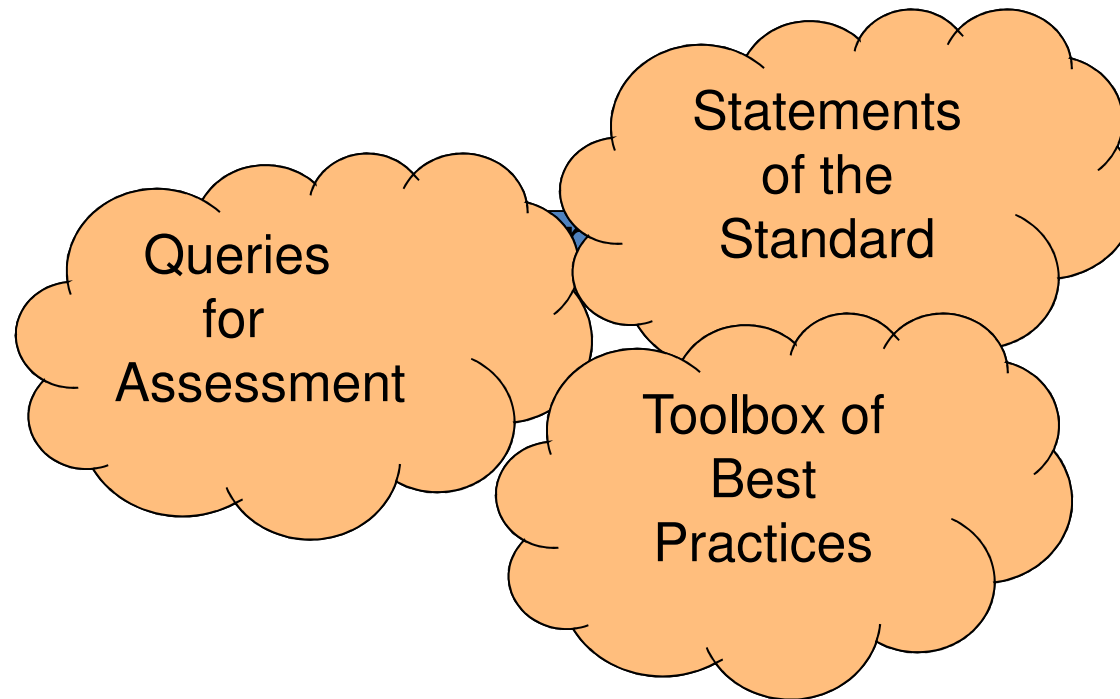 Queries
for
Assessment
Statements
of the
Standard
Toolbox of
Best
Practices